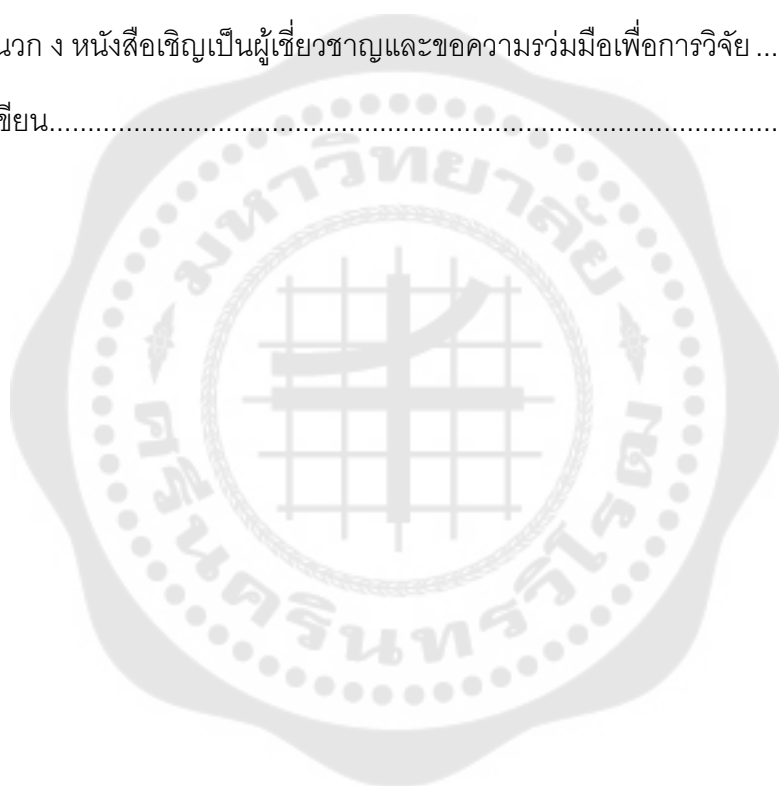 นวก ง หนังสือเชิญเป็นผู้เชี่ยวชาญและขอความร่วมมือเพื่อการวิจัย ...
ขียน................................................................................................
มหาวิทยาลัย
ศรีนครินทรวิโรฒ